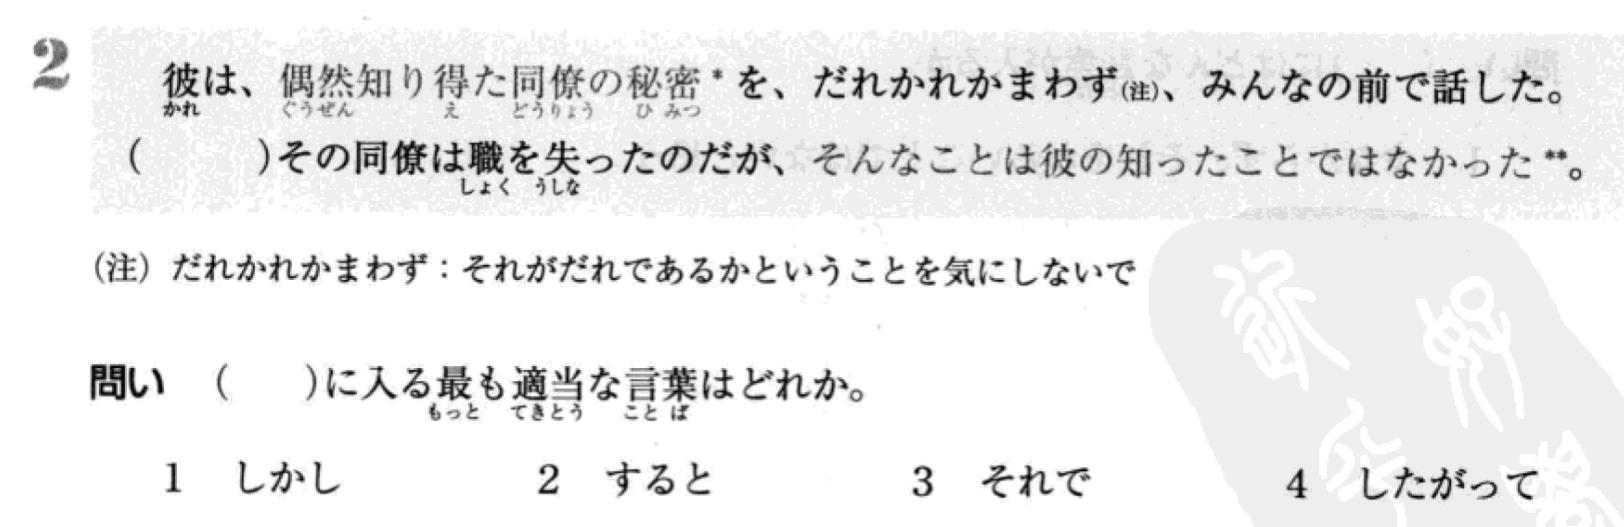 2
彼は、偶然知り得た同僚の秘密*を、だれかれかまわず(注)、みんなの前で話した。
かれ ぐうぜん え どうりょう ひ みつ
(　　)その同僚は職を失ったのだが、そんなことは彼の知ったことではなかった**。
しょく うしな
(注) だれかれかまわず：それがだれであるかということを気にしないで
問い (　　)に入る最も適当な言葉はどれか。
もっと てきとう こと ば
1 しかし 2 すると 3 それで 4 したがって